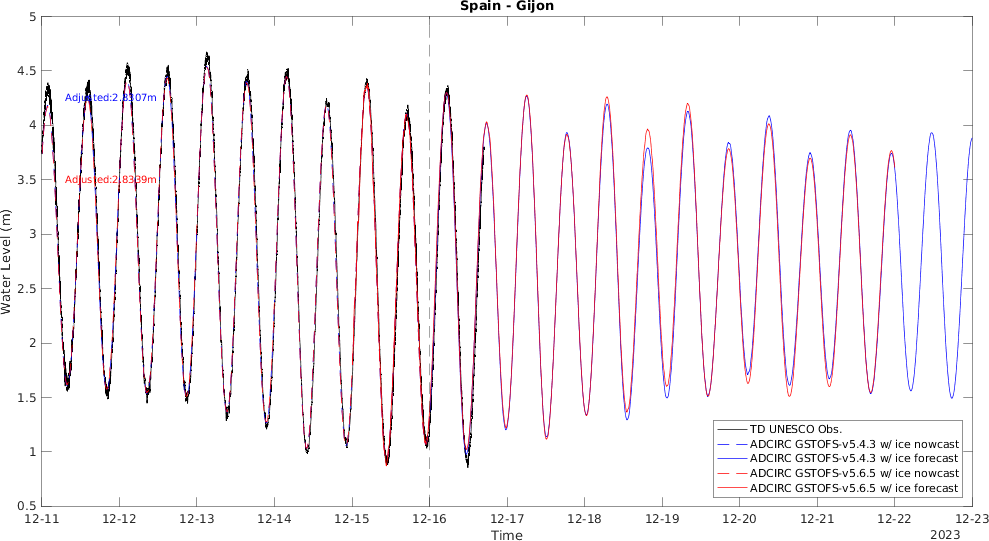 Spain - Gijon
Water Level (m)
5
4.5
4
3.5
3
2.5
2
1.5
1
0.5
Adjusted:2.8307m
Adjusted:2.8339m
TD UNESCO Obs.
ADCIRC GSTOFS-v5.4.3 w/ ice nowcast
ADCIRC GSTOFS-v5.4.3 w/ ice forecast
ADCIRC GSTOFS-v5.6.5 w/ ice nowcast
ADCIRC GSTOFS-v5.6.5 w/ ice forecast
12-11 12-12 12-13 12-14 12-15 12-16 12-17 12-18 12-19 12-20 12-21 12-22 12-23
Time
2023